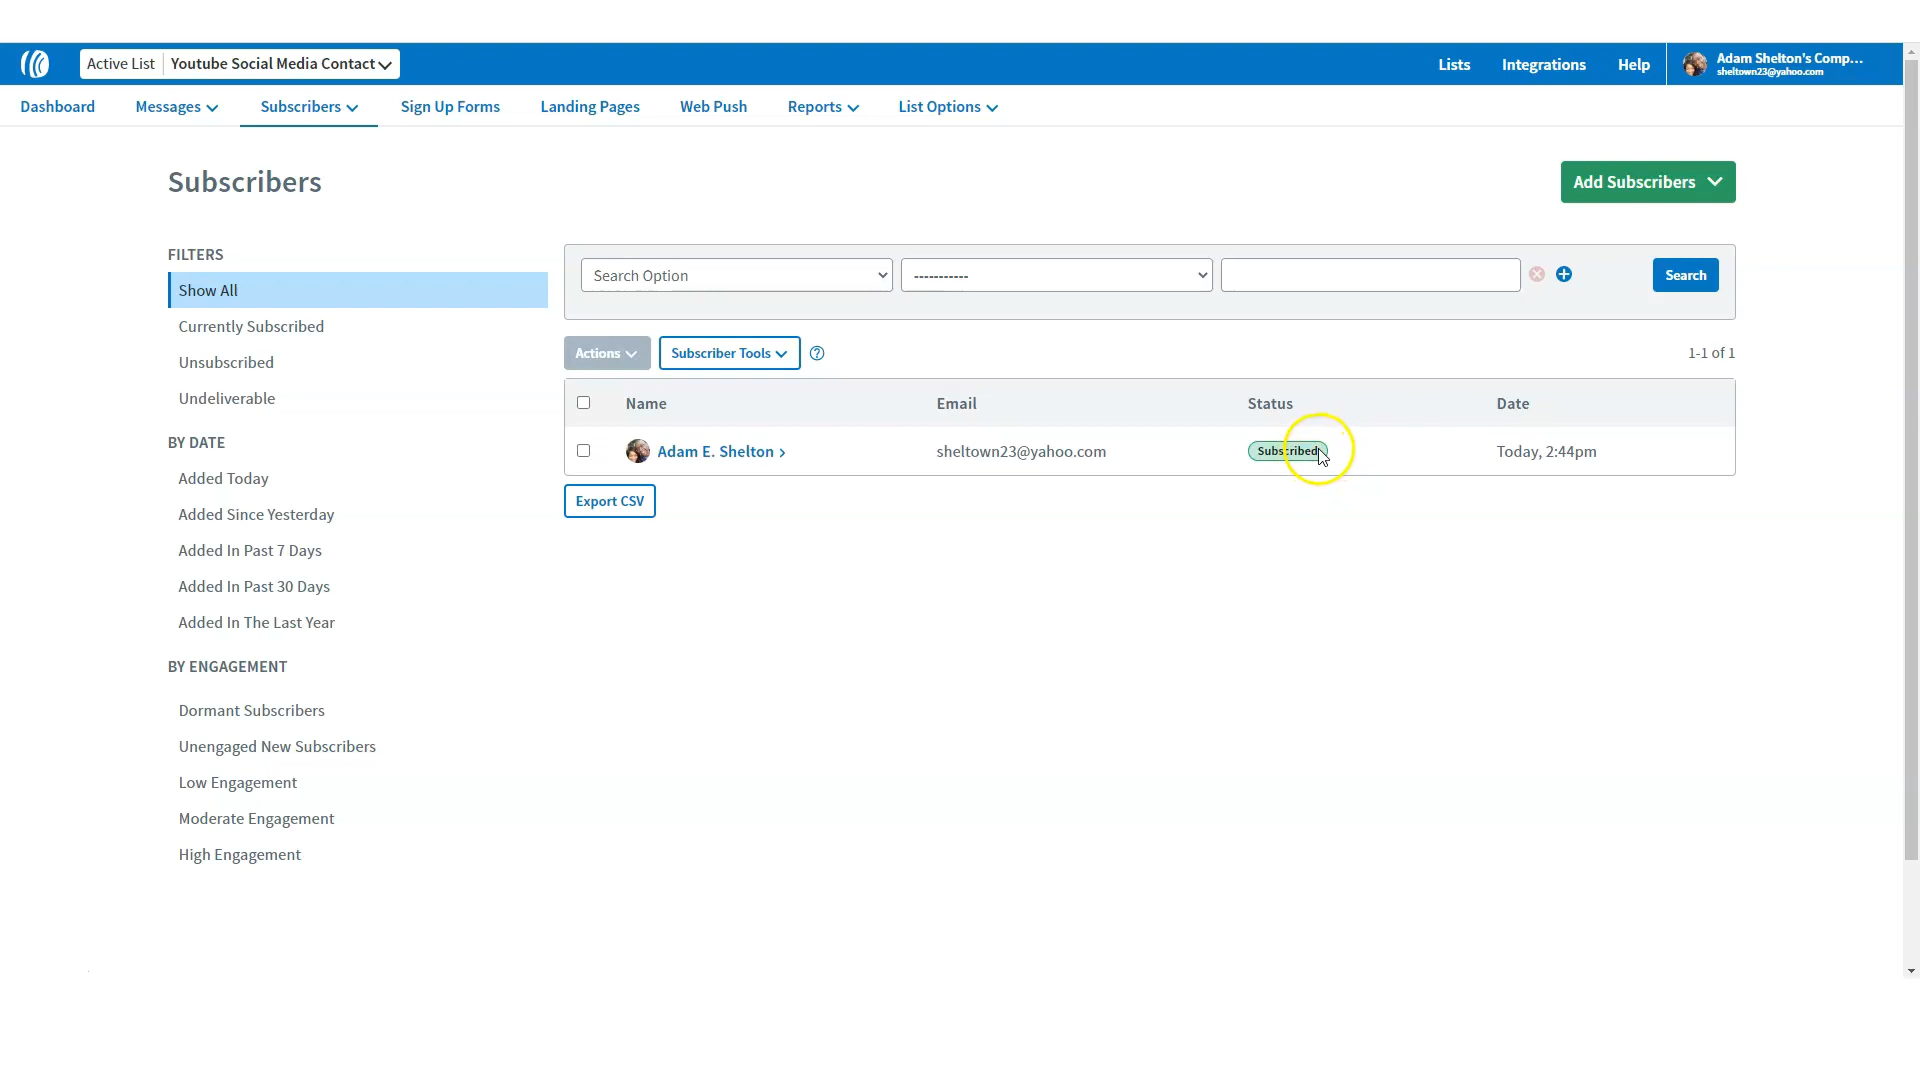 Active List Youtube Social Media Contact
Lists Integrations Help Adam Shelton's Comp...
sheltown23@yahoo.com
Dashboard Messages Subscribers Sign Up Forms Landing Pages Web Push Reports List Options
Subscribers
Add Subscribers
FILTERS
Show All
Currently Subscribed
Unsubscribed
Undeliverable
BY DATE
Added Today
Added Since Yesterday
Added In Past 7 Days
Added In Past 30 Days
Added In The Last Year
BY ENGAGEMENT
Dormant Subscribers
Unengaged New Subscribers
Low Engagement
Moderate Engagement
High Engagement
Search Option ----------- Search
Actions Subscriber Tools ? 1-1 of 1
Name Email Status Date
Adam E. Shelton › sheltown23@yahoo.com Subscribed Today, 2:44pm
Export CSV